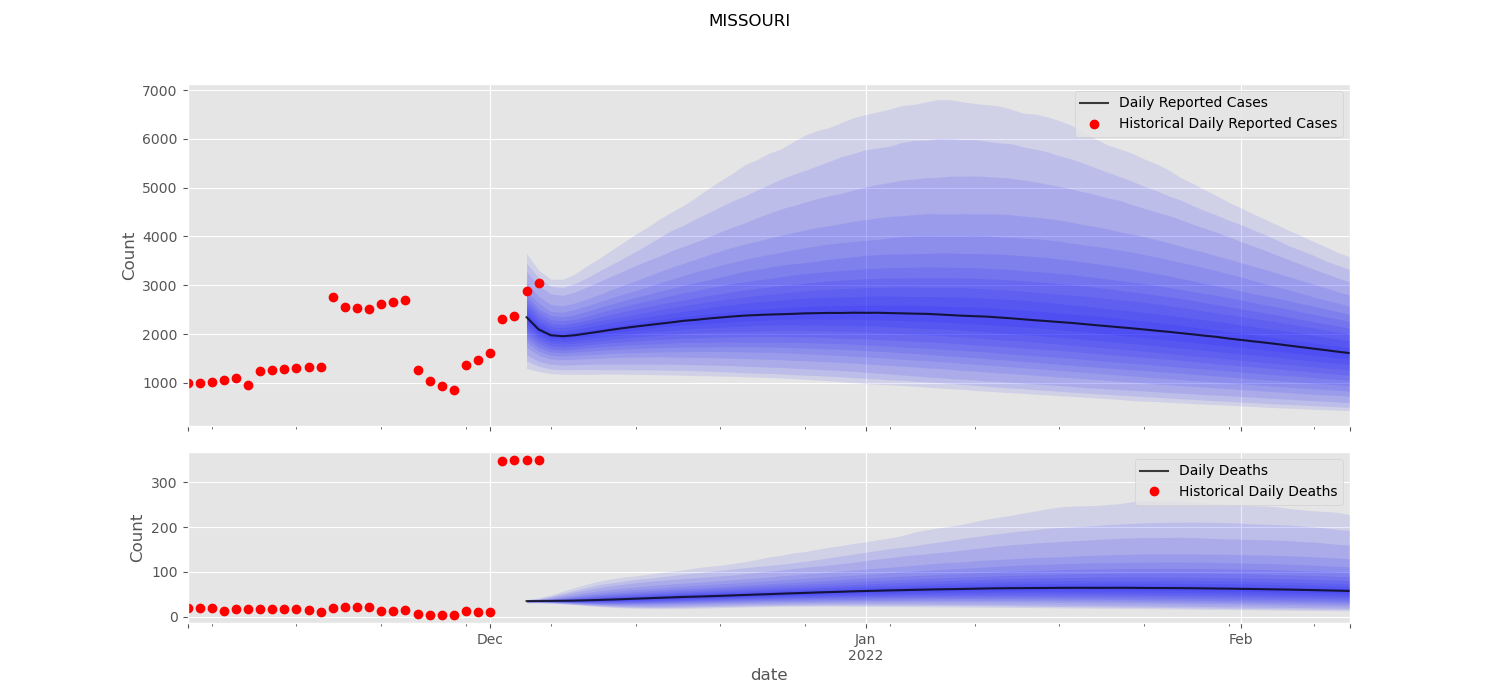 MISSOURI
7000
6000
5000
4000
3000
2000
1000
Count
Daily Reported Cases
Historical Daily Reported Cases
300
200
100
0
Count
Daily Deaths
Historical Daily Deaths
Dec
Jan
2022
Feb
date